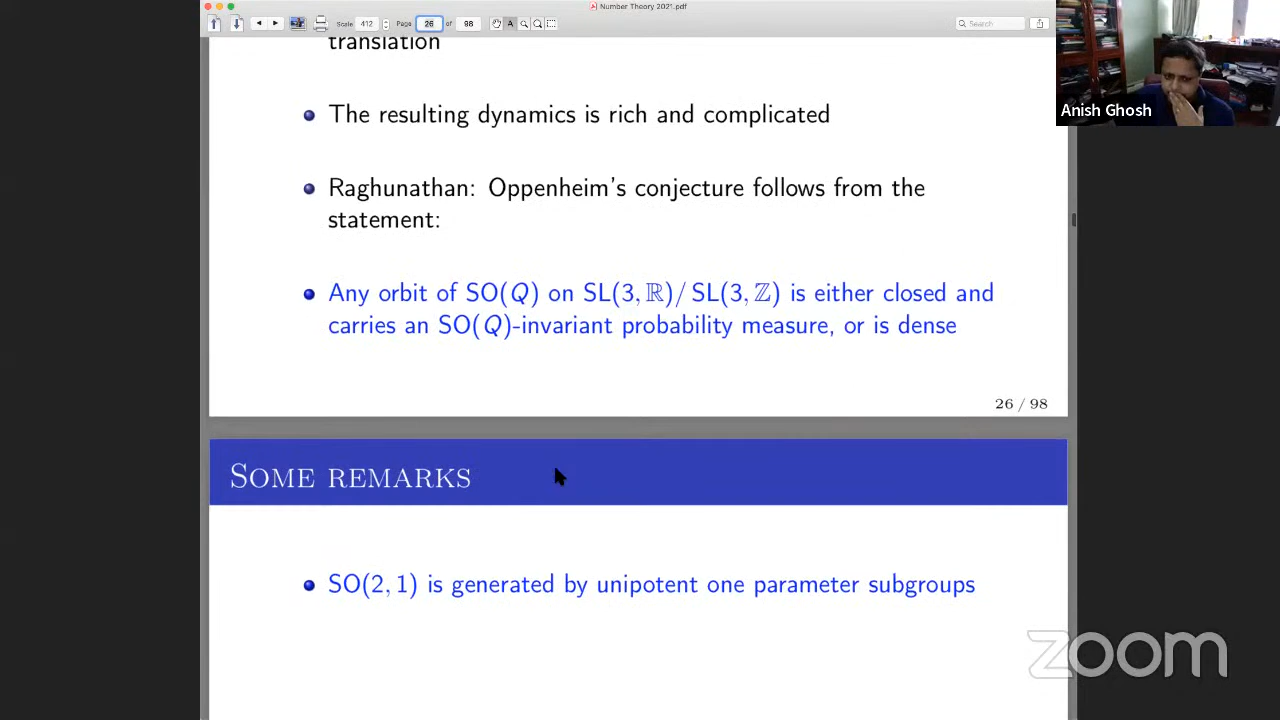 Number Theory 2021.pdf
Scale 412 Page 26 of 98 Search
translation
The resulting dynamics is rich and complicated
Raghunathan: Oppenheim's conjecture follows from the
statement:
Any orbit of SO(Q) on SL(3, ℝ)/ SL(3, ℤ) is either closed and
carries an SO(Q)-invariant probability measure, or is dense
26 / 98
Some remarks
SO(2, 1) is generated by unipotent one parameter subgroups
Anish Ghosh
zoom